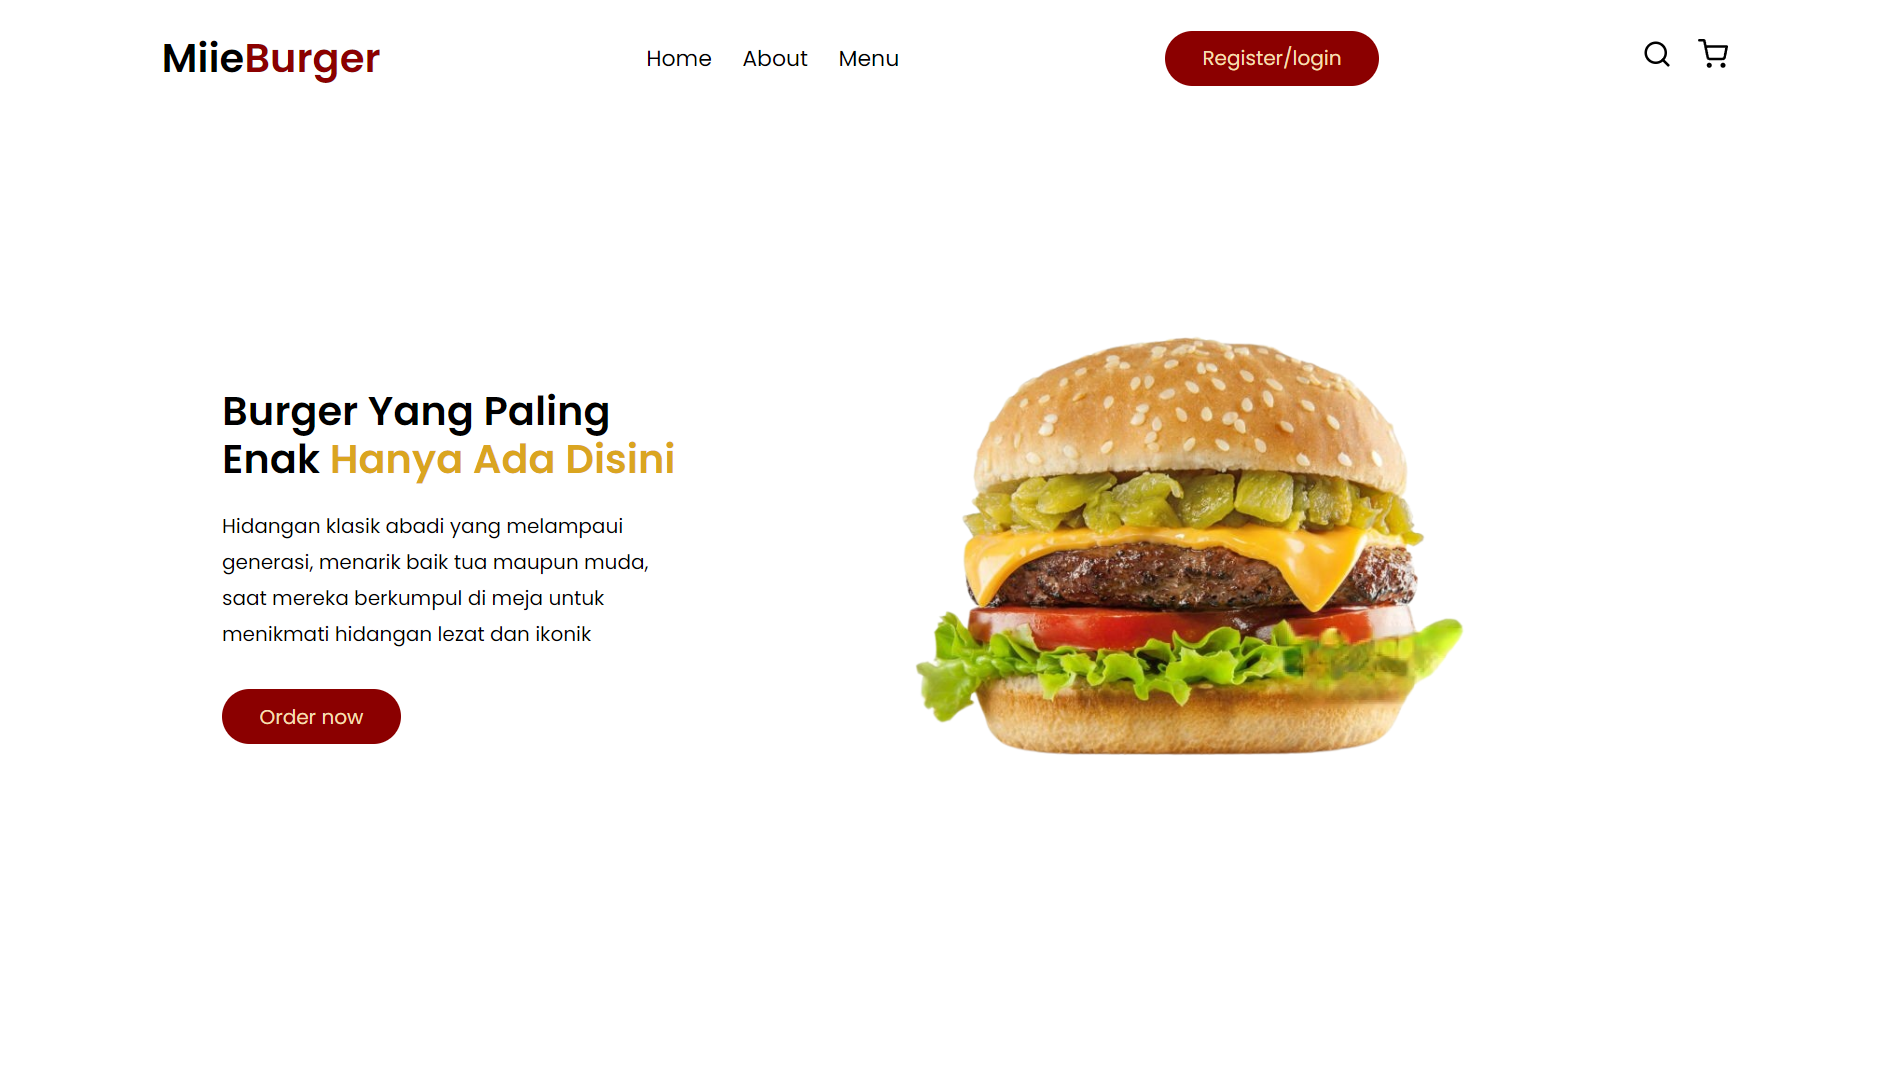 MiieBurger
Home About Menu
Register/login
Burger Yang Paling
Enak Hanya Ada Disini
Hidangan klasik abadi yang melampaui
generasi, menarik baik tua maupun muda,
saat mereka berkumpul di meja untuk
menikmati hidangan lezat dan ikonik
Order now